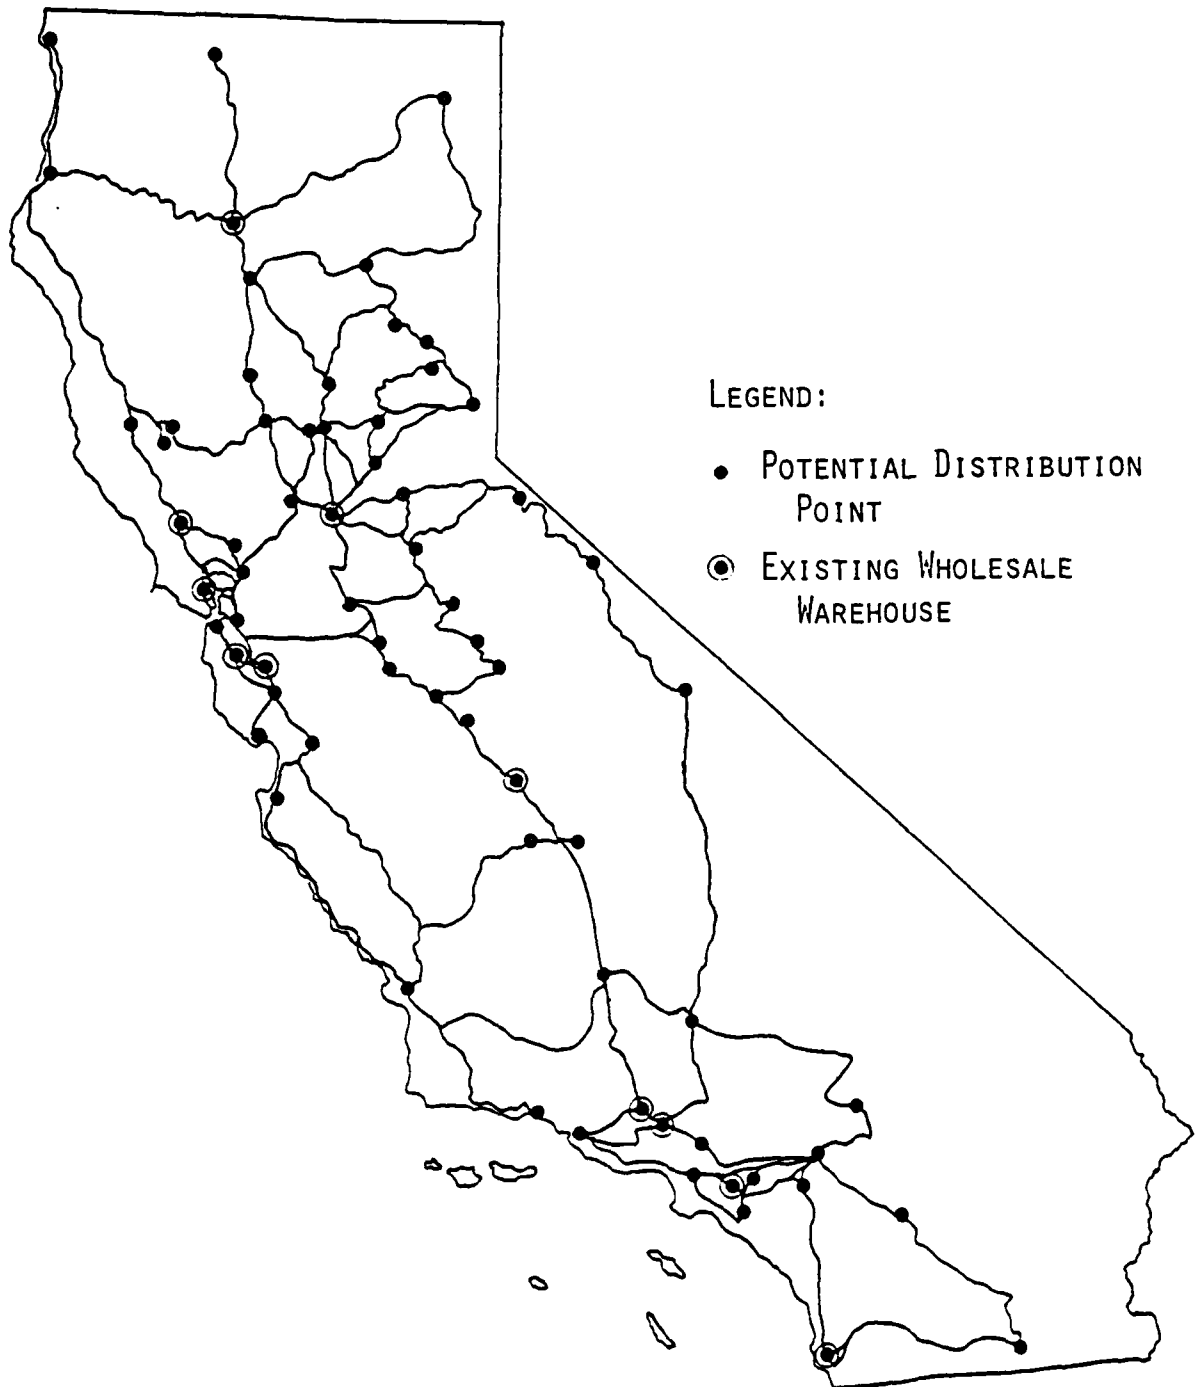 LEGEND:
POTENTIAL DISTRIBUTION
POINT
EXISTING WHOLESALE
WAREHOUSE